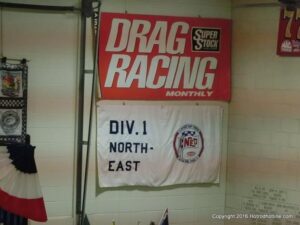 DRAG
SUPER
STOCK
RACING
MONTHLY
DIV. 1
NORTH-
EAST
Copyright 2016 Hotrodhotline.com